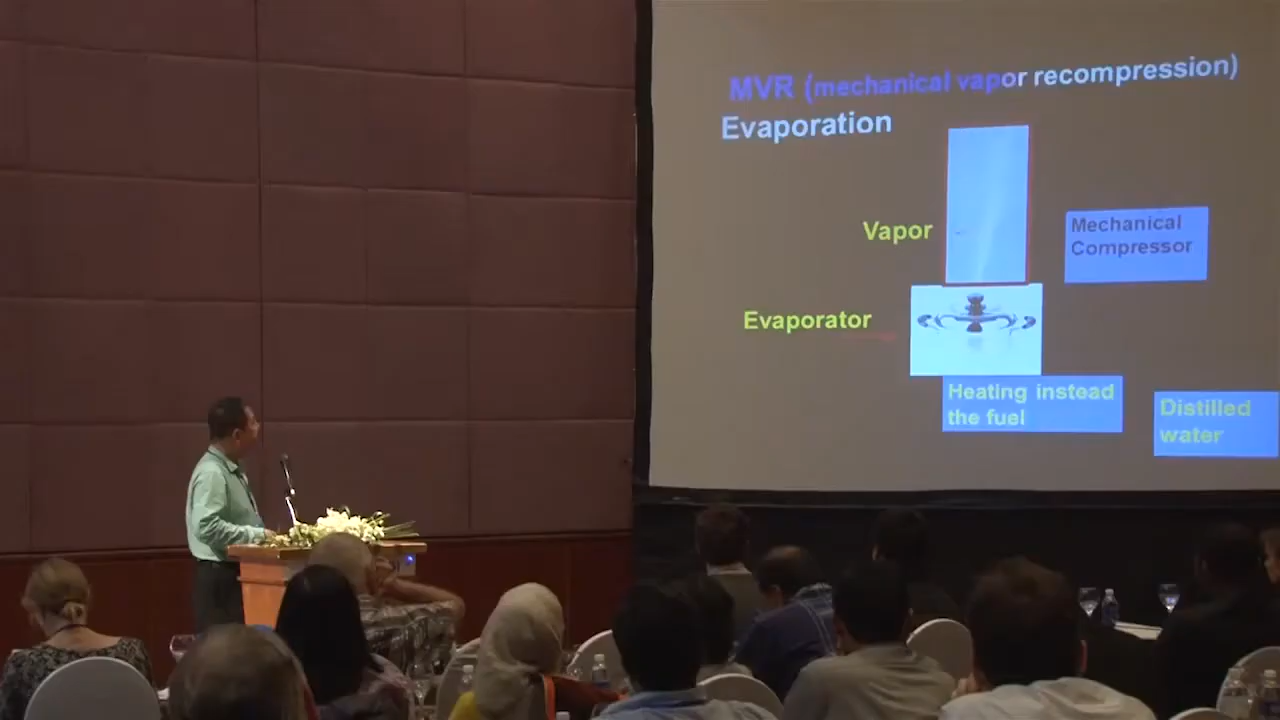 MVR (mechanical vapor recompression)
Evaporation
Vapor
Mechanical
Compressor
Evaporator
Heating instead
the fuel
Distilled
water